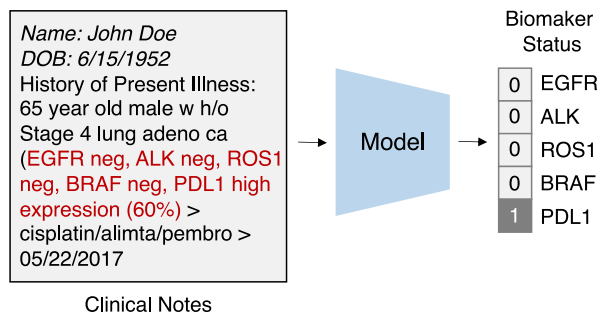 Name: John Doe
DOB: 6/15/1952
History of Present Illness:
65 year old male w h/o
Stage 4 lung adeno ca
(EGFR neg, ALK neg, ROS1
neg, BRAF neg, PDL1 high
expression (60%) >
cisplatin/alimta/pembro >
05/22/2017
Clinical Notes
Model
Biomaker
Status
0 EGFR
0 ALK
0 ROS1
0 BRAF
1 PDL1